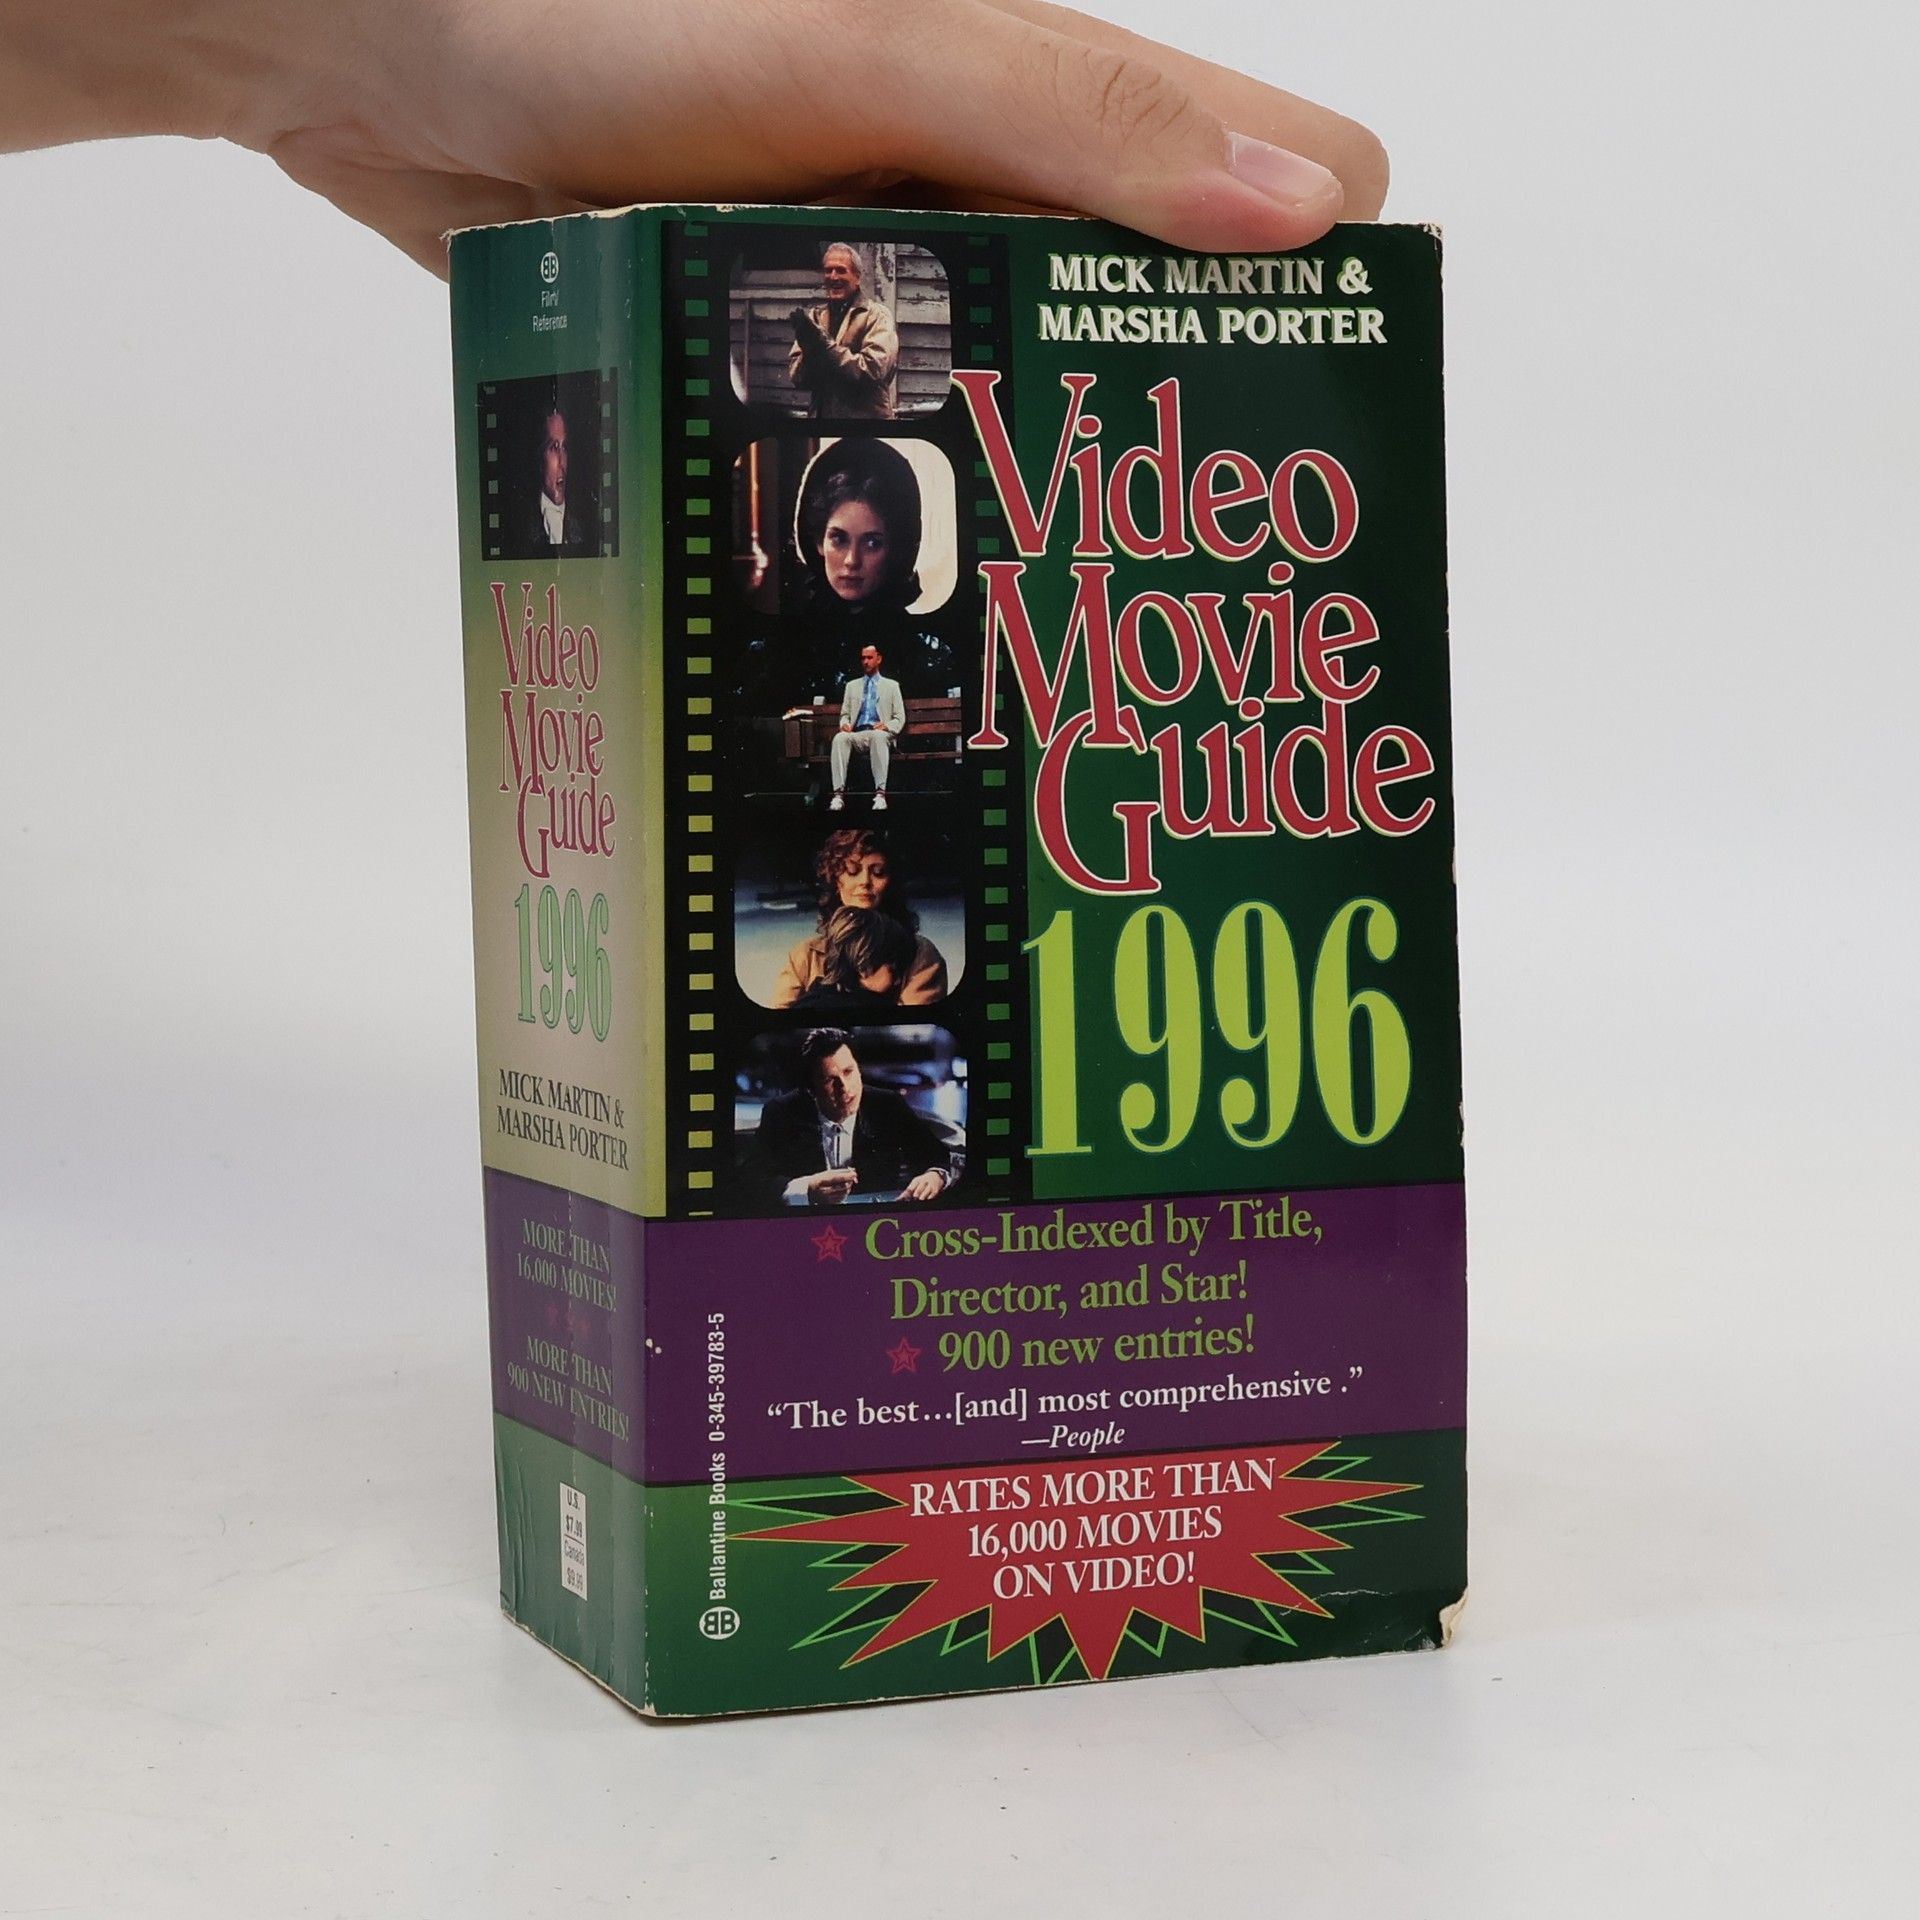 BB
Film/
Reference
Video
Movie
Guide
1996
MICK MARTIN &
MARSHA PORTER
MORE THAN
16,000 MOVIES!
MORE THAN
900 NEW ENTRIES!
U.S.
$7.99
Canada
$9.99
MICK MARTIN &
MARSHA PORTER
Video
Movie
Guide
1996
Cross-Indexed by Title,
Director, and Star!
900 new entries!
“The best...[and] most comprehensive .”
—People
RATES MORE THAN
16,000 MOVIES
ON VIDEO!
BB Ballantine Books 0-345-39783-5